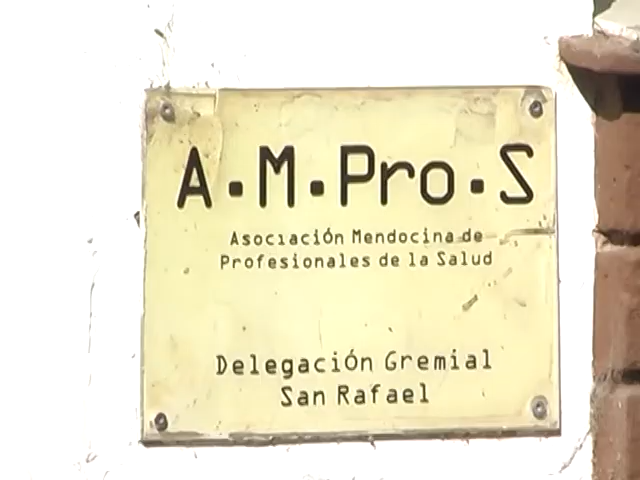 A.M.Pro.S
Asociación Mendocina de
Profesionales de la Salud
Delegación Gremial
San Rafael